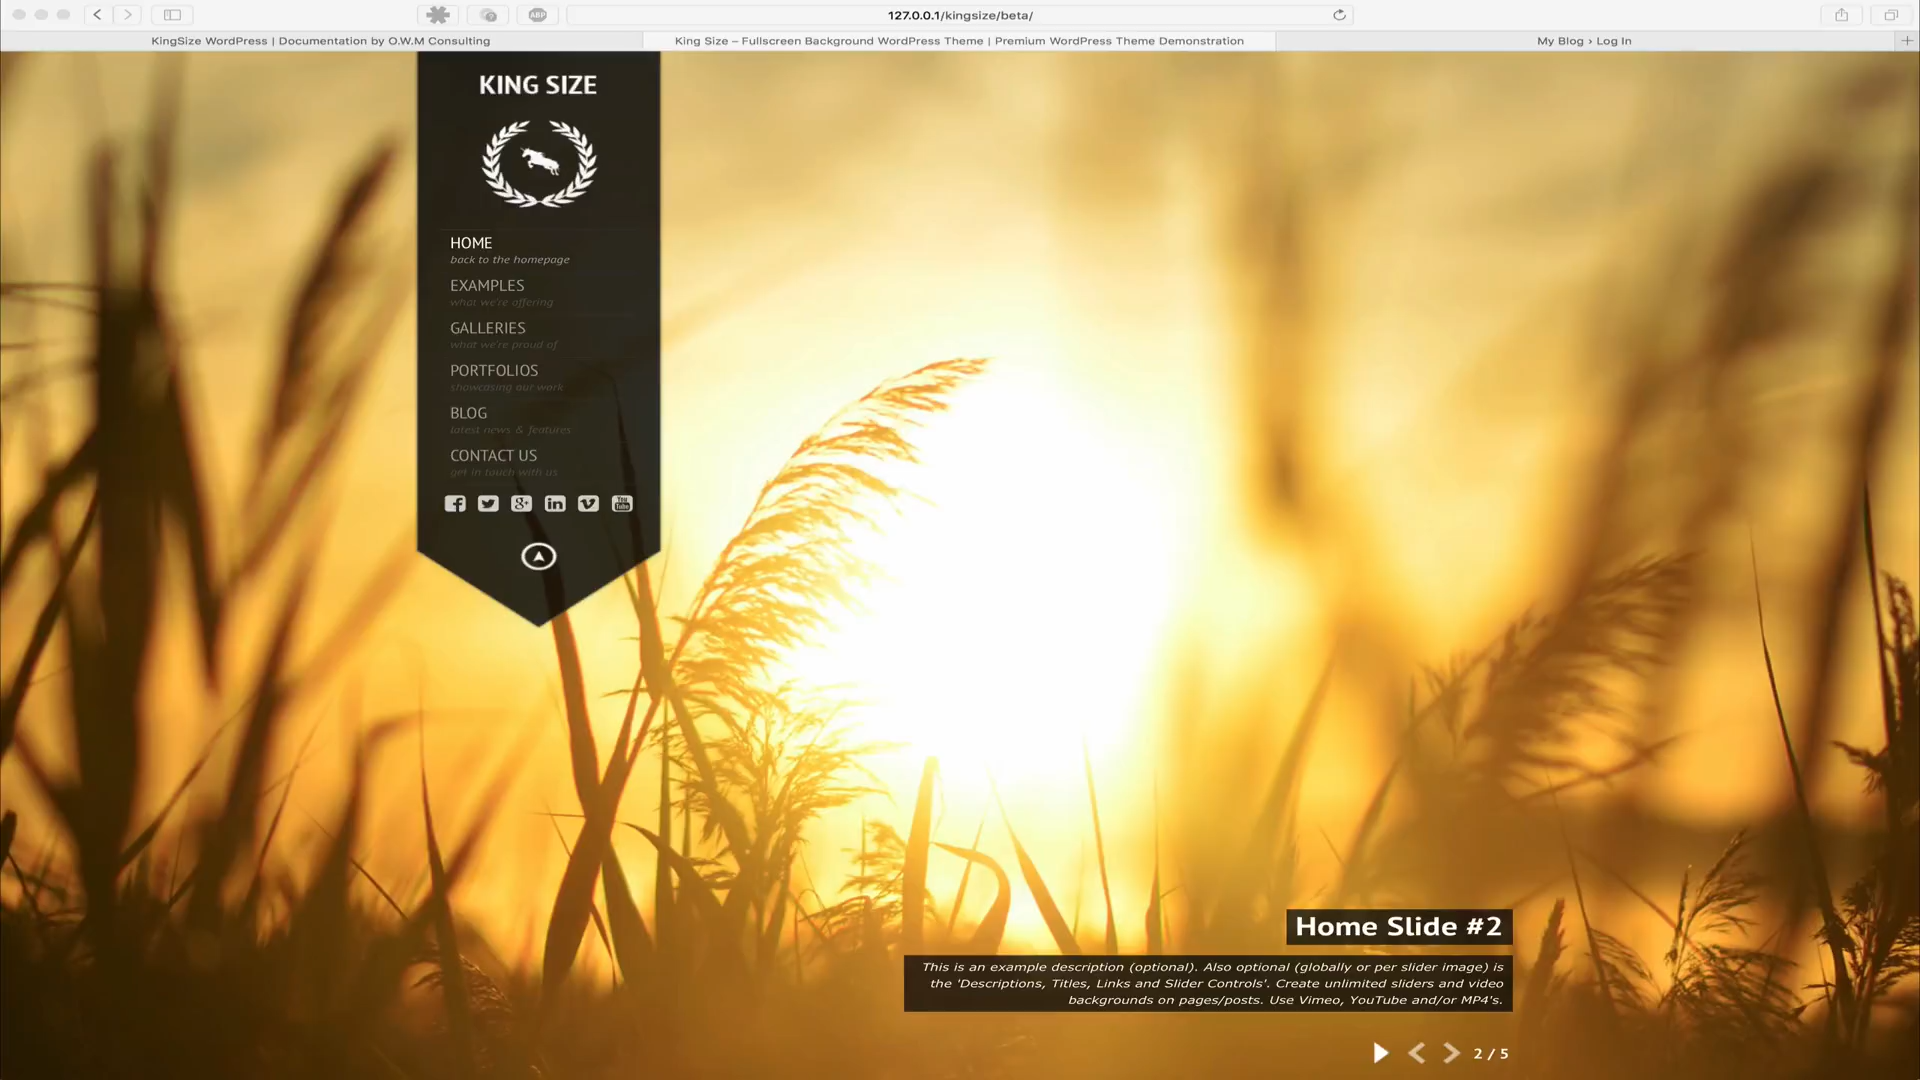 127.0.0.1/kingsize/beta/
KingSize WordPress | Documentation by O.W.M Consulting
King Size – Fullscreen Background WordPress Theme | Premium WordPress Theme Demonstration
My Blog › Log In
ABP
KING SIZE
HOME
back to the homepage
EXAMPLES
what we're offering
GALLERIES
what we're proud of
PORTFOLIOS
showcasing our work
BLOG
latest news & features
CONTACT US
get in touch with us
You Tube
Home Slide #2
This is an example description (optional). Also optional (globally or per slider image) is
the 'Descriptions, Titles, Links and Slider Controls'. Create unlimited sliders and video
backgrounds on pages/posts. Use Vimeo, YouTube and/or MP4's.
2 / 5